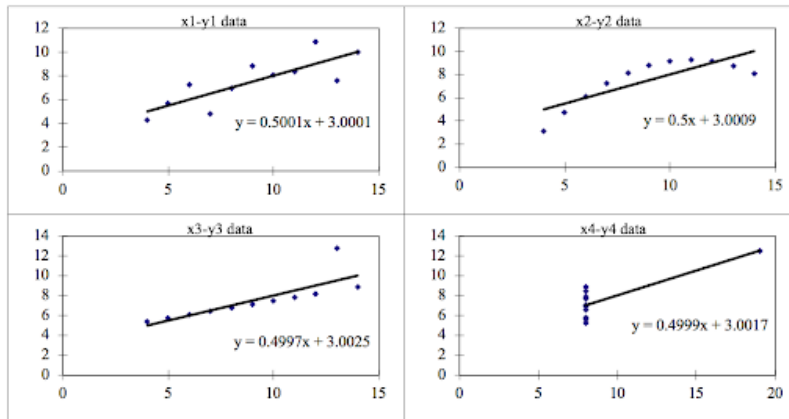 x1-y1 data
12
10
8
6
4
2
0
y = 0.5001x + 3.0001
0 5 10 15
x2-y2 data
12
10
8
6
4
2
0
y = 0.5x + 3.0009
0 5 10 15
x3-y3 data
14
12
10
8
6
4
2
0
y = 0.4997x + 3.0025
0 5 10 15
x4-y4 data
14
12
10
8
6
4
2
0
y = 0.4999x + 3.0017
0 5 10 15 20